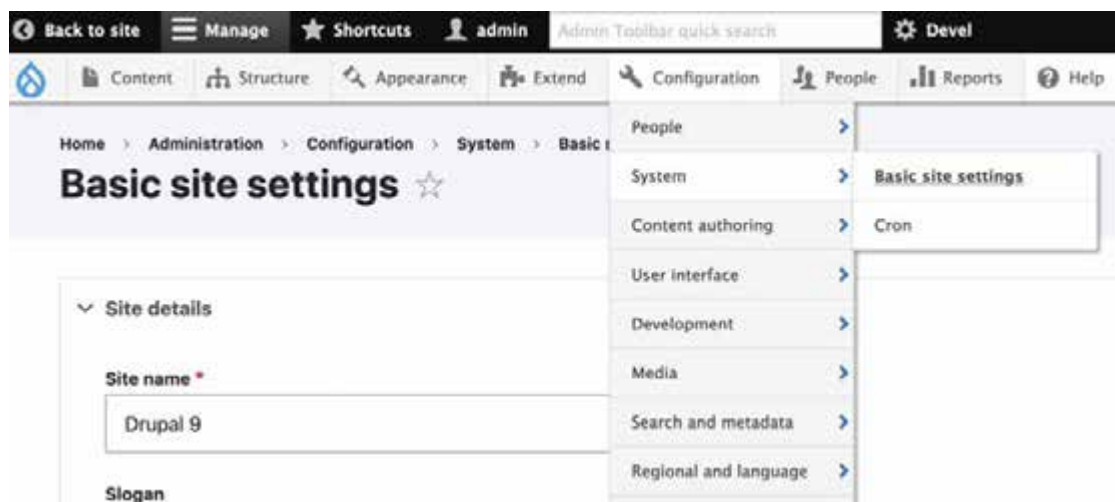 Back to site Manage Shortcuts admin Admin Toolbar quick search Devel
Content Structure Appearance Extend Configuration People Reports Help
Home > Administration > Configuration > System > Basic
Basic site settings
Site details
Site name *
Drupal 9
Slogan
People
System
Content authoring
User interface
Development
Media
Search and metadata
Regional and language
Basic site settings
Cron